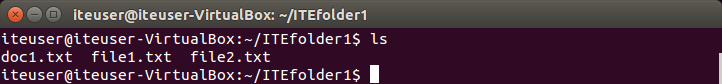 iteuser@iteuser-VirtualBox: ~/ITEfolder1
iteuser@iteuser-VirtualBox:~/ITEfolder1$ ls
doc1.txt  file1.txt  file2.txt
iteuser@iteuser-VirtualBox:~/ITEfolder1$